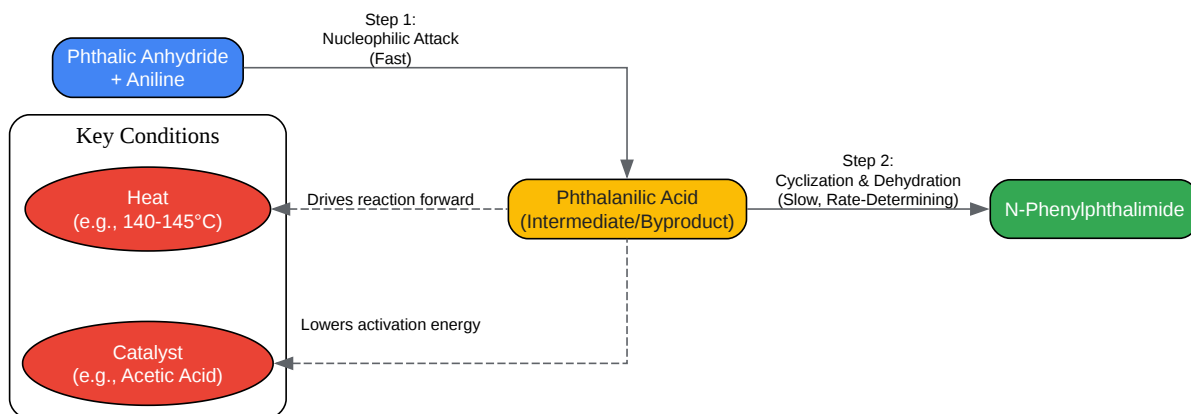 Step 1:
Nucleophilic Attack
(Fast)
Phthalic Anhydride
+ Aniline
Key Conditions
Heat
(e.g., 140-145°C)
Drives reaction forward
Phthalanilic Acid
(Intermediate/Byproduct)
Step 2:
Cyclization & Dehydration
(Slow, Rate-Determining)
N-Phenylphthalimide
Lowers activation energy
Catalyst
(e.g., Acetic Acid)